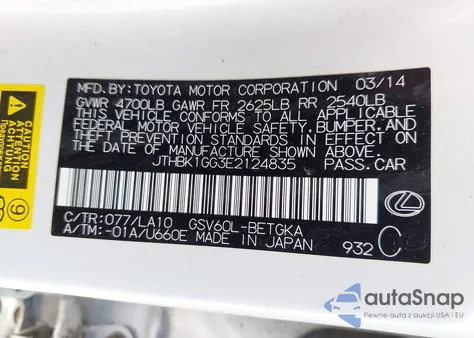 MFD.BY: TOYOTA MOTOR CORPORATION 03/14
GVWR 4700LB GAWR FR 2625LB RR 2540LB
THIS VEHICLE CONFORMS TO ALL APPLICABLE
FEDERAL MOTOR VEHICLE SAFETY, BUMPER,
AND THEFT PREVENTION STANDARDS IN EFFECT
ON THE DATE OF MANUFACTURE SHOWN ABOVE.
JTHBK1GG3E2124835 PASS.CAR
C/TR:077/LA10 GSV60L-BETGKA
A/TM:-01A/U660E MADE IN JAPAN
932 C
CAUTION
ATTENTION
9
autoSnap
Pewne auta z USA i EU